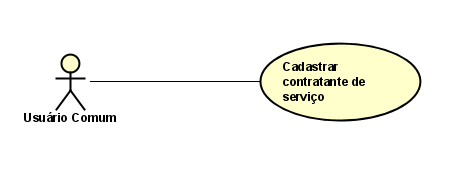 Cadastrar
contratante de
serviço
Usuário Comum